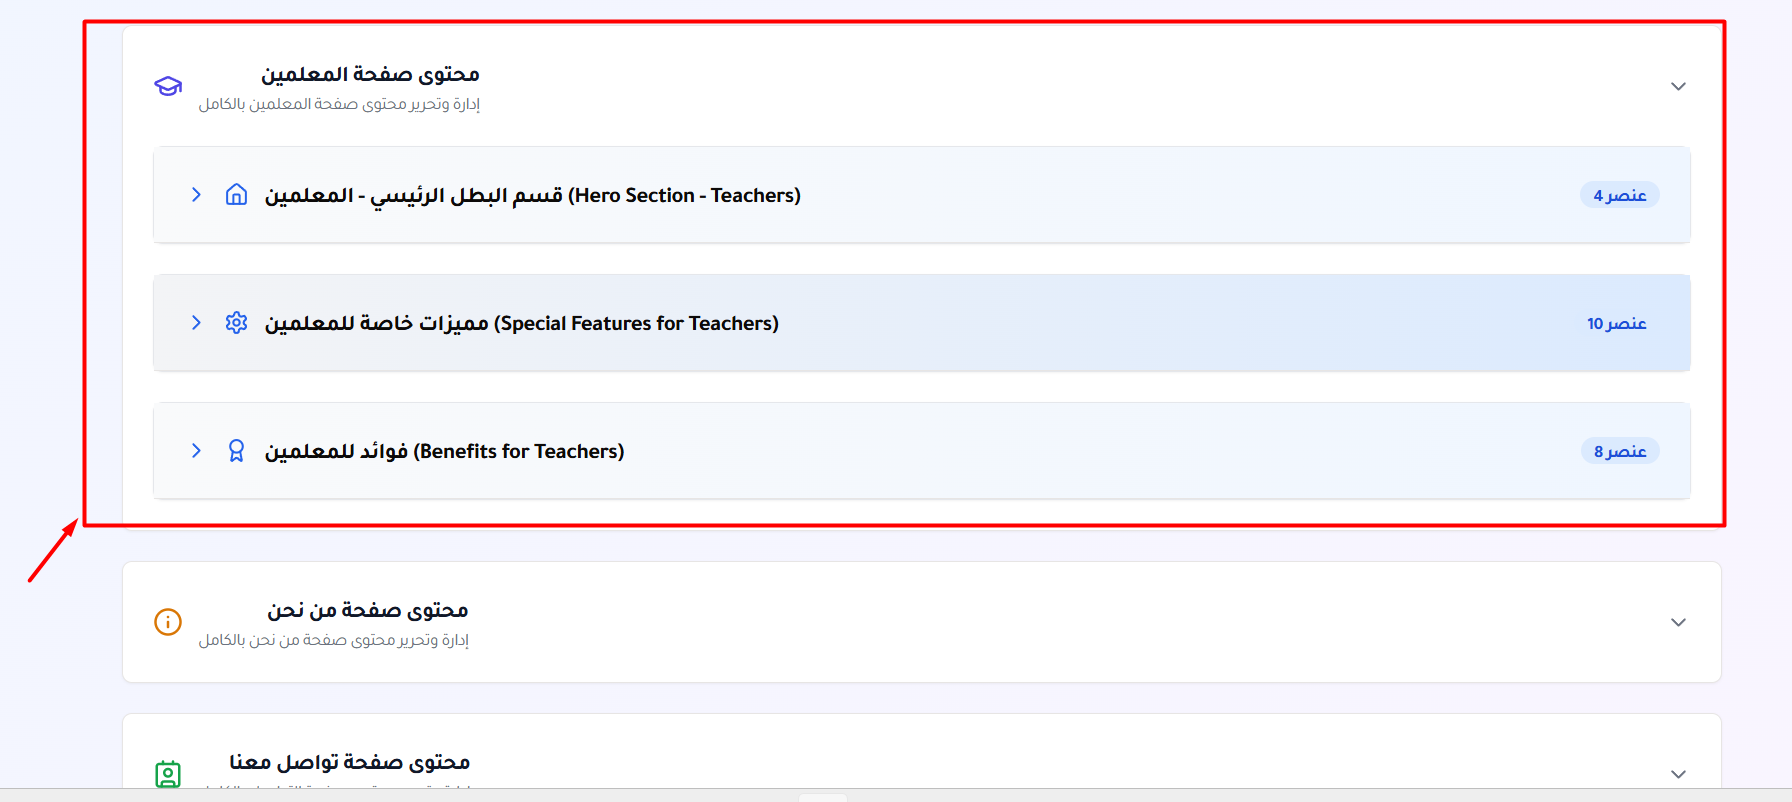 محتوى صفحة المعلمين
إدارة وتحرير محتوى صفحة المعلمين بالكامل
قسم البطل الرئيسي - المعلمين (Hero Section - Teachers)
4 عنصر
مميزات خاصة للمعلمين (Special Features for Teachers)
10 عنصر
فوائد للمعلمين (Benefits for Teachers)
8 عنصر
محتوى صفحة من نحن
إدارة وتحرير محتوى صفحة من نحن بالكامل
محتوى صفحة تواصل معنا